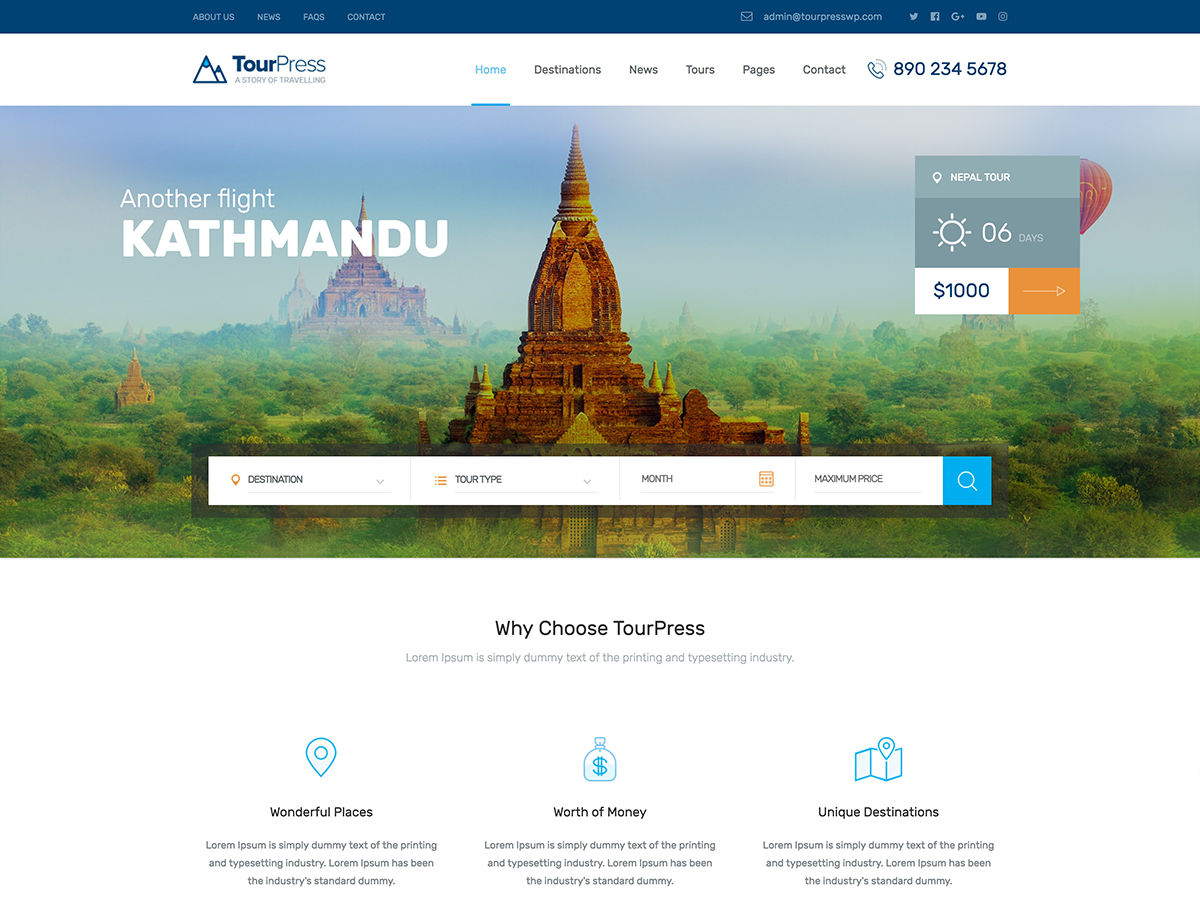 ABOUT US NEWS FAQS CONTACT admin@tourpresswp.com
TourPress
A STORY OF TRAVELLING
Home Destinations News Tours Pages Contact 890 234 5678
Another flight
KATHMANDU
NEPAL TOUR
06 DAYS
$1000
DESTINATION TOUR TYPE MONTH MAXIMUM PRICE
Why Choose TourPress
Lorem Ipsum is simply dummy text of the printing and typesetting industry.
Wonderful Places
Lorem Ipsum is simply dummy text of the printing
and typesetting industry. Lorem Ipsum has been
the industry's standard dummy.
Worth of Money
Lorem Ipsum is simply dummy text of the printing
and typesetting industry. Lorem Ipsum has been
the industry's standard dummy.
Unique Destinations
Lorem Ipsum is simply dummy text of the printing
and typesetting industry. Lorem Ipsum has been
the industry's standard dummy.